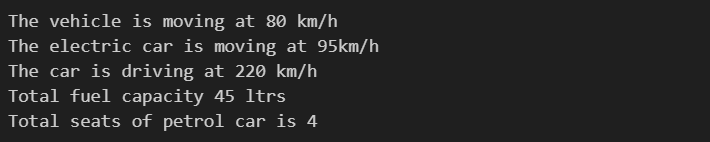 The vehicle is moving at 80 km/h
The electric car is moving at 95km/h
The car is driving at 220 km/h
Total fuel capacity 45 ltrs
Total seats of petrol car is 4